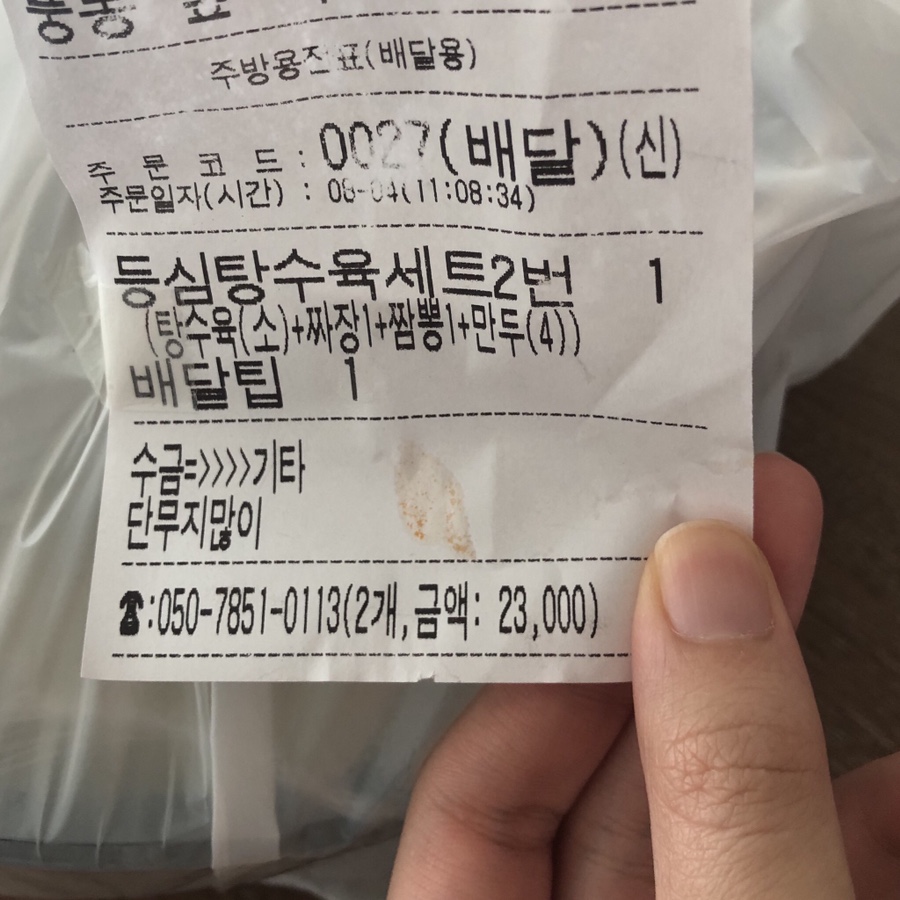 주방용전표(배달용)
주 문 코 드 : 0027(배달)(신)
주문일자(시간) : 08-04(11:08:34)
등심탕수육세트2번 1
(탕수육(소)+짜장1+짬뽕1+만두(4))
배달팁 1
수금=>>>>기타
단무지많이
☎:050-7851-0113(2개,금액: 23,000)